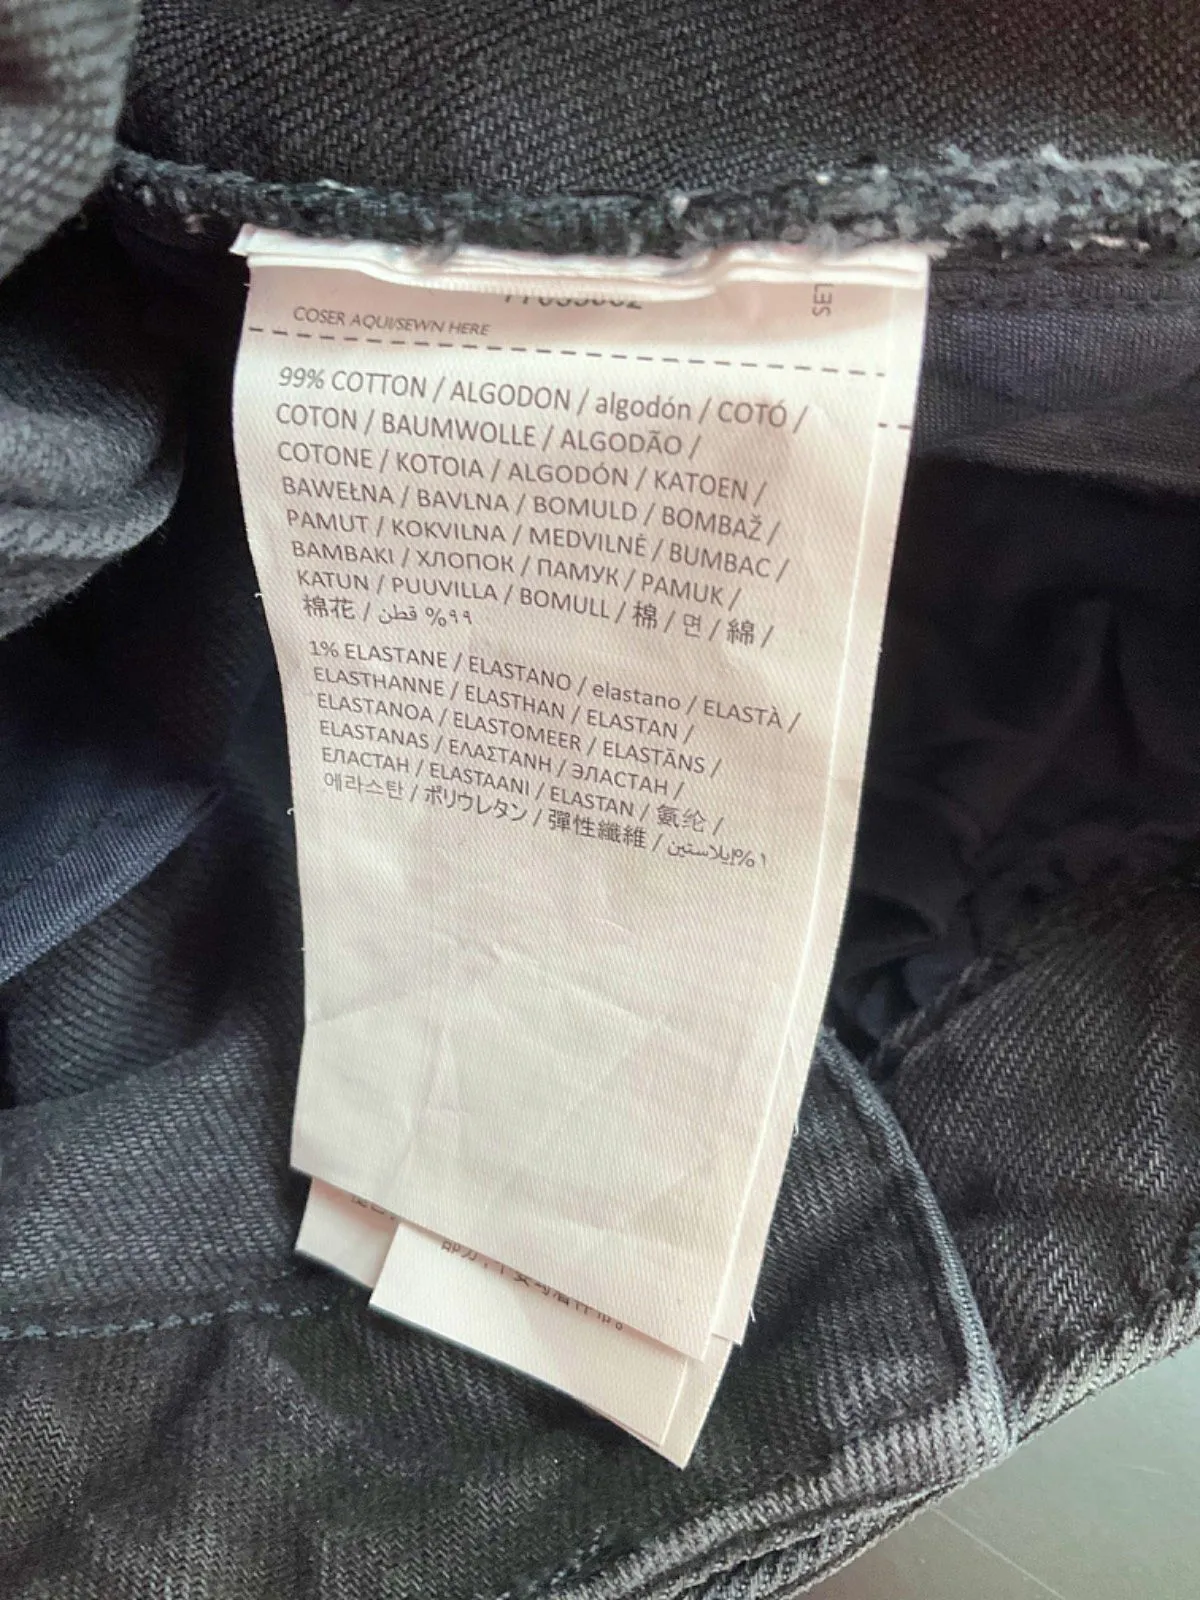 COSER AQUI/SEWN HERE
99% COTTON / ALGODON / algodón / COTÓ /
COTON / BAUMWOLLE / ALGODÃO /
COTONE / KOTOIA / ALGODÓN / KATOEN /
BAWEŁNA / BAVLNA / BOMULD / BOMBAŽ /
PAMUT / KOKVILNA / MEDVILNĖ / BUMBAC /
BAMBAKI / ХЛОПОК / ПАМУК / PAMUK /
KATUN / PUUVILLA / BOMULL / 棉 / 면 / 綿 /
棉花 / قطن %٩٩
1% ELASTANE / ELASTANO / elastano / ELASTÀ /
ELASTHANNE / ELASTHAN / ELASTAN /
ELASTANOA / ELASTOMEER / ELASTĀNS /
ELASTANAS / ΕΛΑΣΤΑΝΗ / ЭЛАСТАН /
ЕЛАСТАН / ELASTAANI / ELASTAN / 氨纶 /
에라스탄 / ポリウレタン / 彈性纖維 / إيلاستين %١